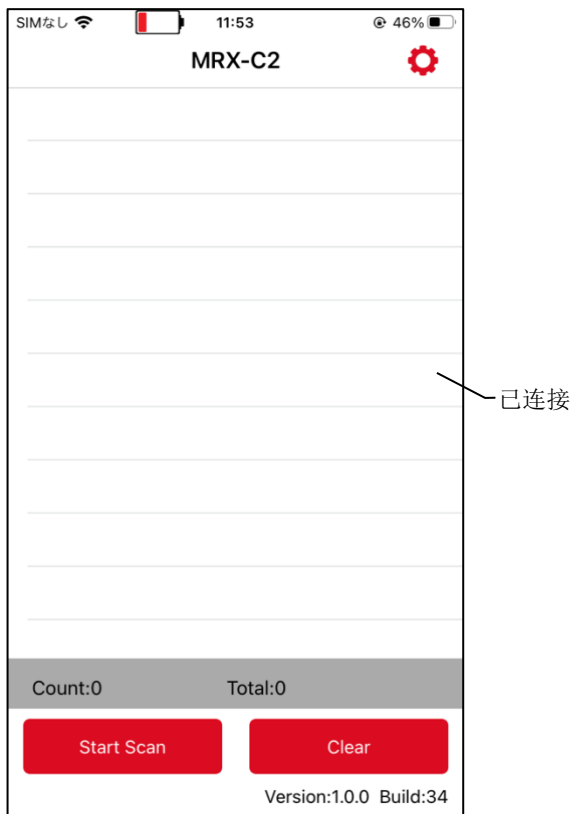 SIMなし 11:53 46%
MRX-C2
已连接
Count:0 Total:0
Start Scan Clear
Version:1.0.0 Build:34